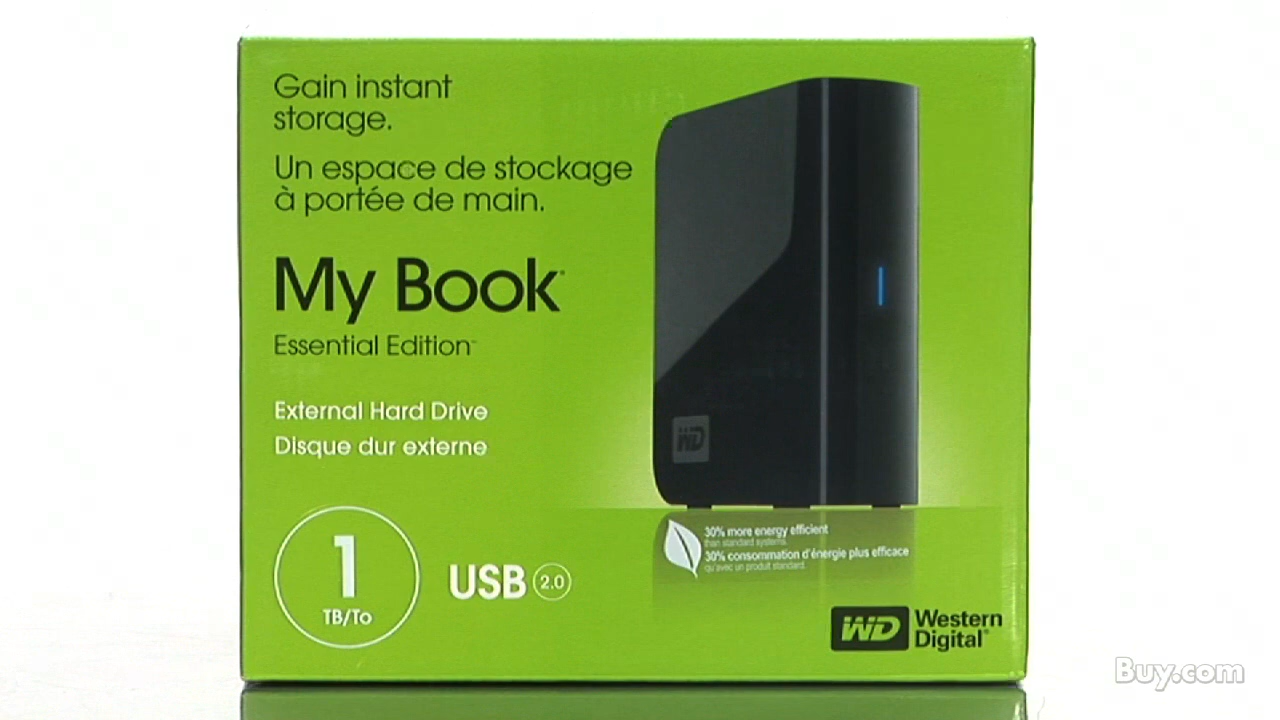 Gain instant
storage.
Un espace de stockage
à portée de main.
My Book
Essential Edition™
External Hard Drive
Disque dur externe
1
TB/To
USB 2.0
WD
30% more energy efficient
than standard systems.
30% consommation d'énergie plus efficace
qu'avec un produit standard.
WD Western
Digital®
Buy.com